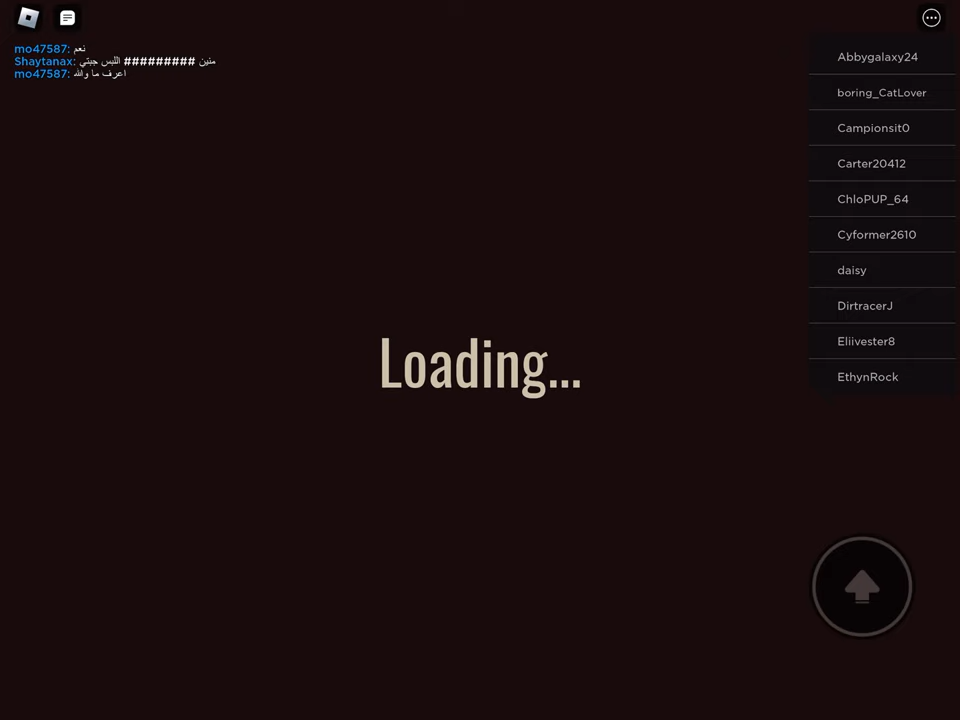 mo47587: نعم
Shaytanax: منين ######### اللبس جبتي
mo47587: اعرف ما والله
Abbygalaxy24
boring_CatLover
Campionsit0
Carter20412
ChloPUP_64
Cyformer2610
daisy
DirtracerJ
Eliivester8
EthynRock
Loading...